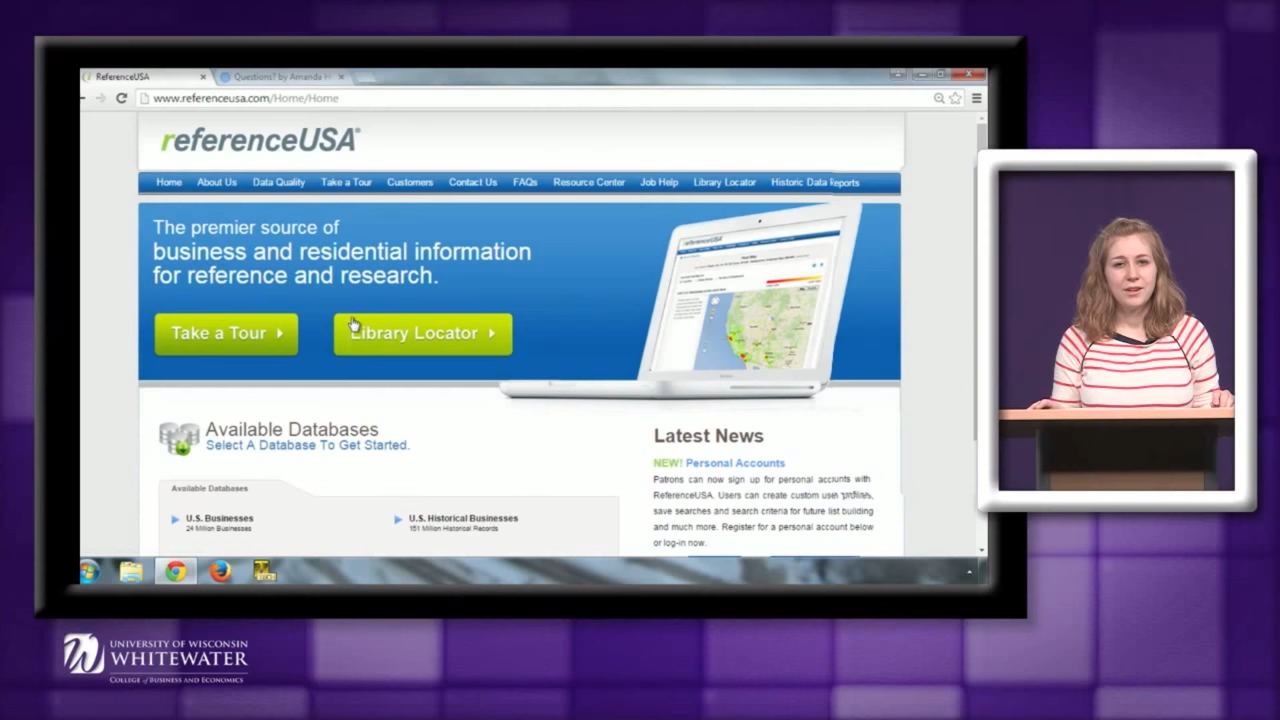 ReferenceUSA
Questions? by Amanda H
www.referenceusa.com/Home/Home
referenceUSA®
Home About Us Data Quality Take a Tour Customers Contact Us FAQs Resource Center Job Help Library Locator Historic Data Reports
The premier source of
business and residential information
for reference and research.
Take a Tour
Library Locator
referenceUSA
Available Databases
Select A Database To Get Started.
Available Databases
U.S. Businesses
24 Million Businesses
U.S. Historical Businesses
151 Million Historical Records
Latest News
NEW! Personal Accounts
Patrons can now sign up for personal accounts with
ReferenceUSA. Users can create custom user profiles,
save searches and search criteria for future list building
and much more. Register for a personal account below
or log-in now.
UNIVERSITY OF WISCONSIN
WHITEWATER
COLLEGE of BUSINESS AND ECONOMICS